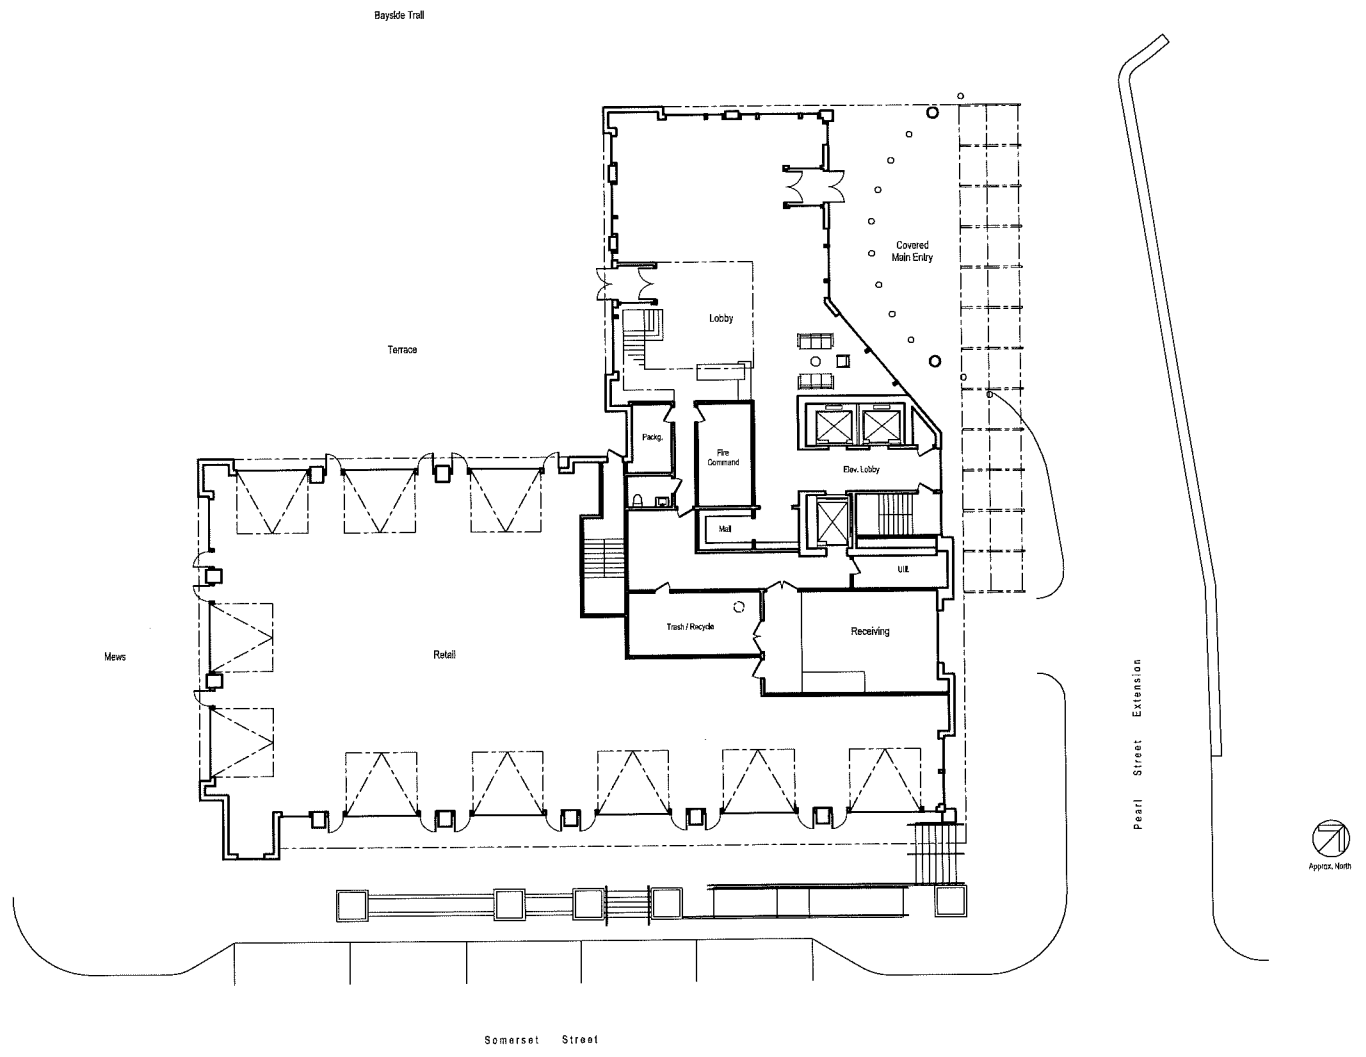 Bayside Trail
Covered
Main Entry
Lobby
Terrace
Packg.
Fire
Command
Elev. Lobby
Mail
Util.
Trash / Recycle
Receiving
Mews
Retail
Pearl Street Extension
Approx. North
Somerset Street